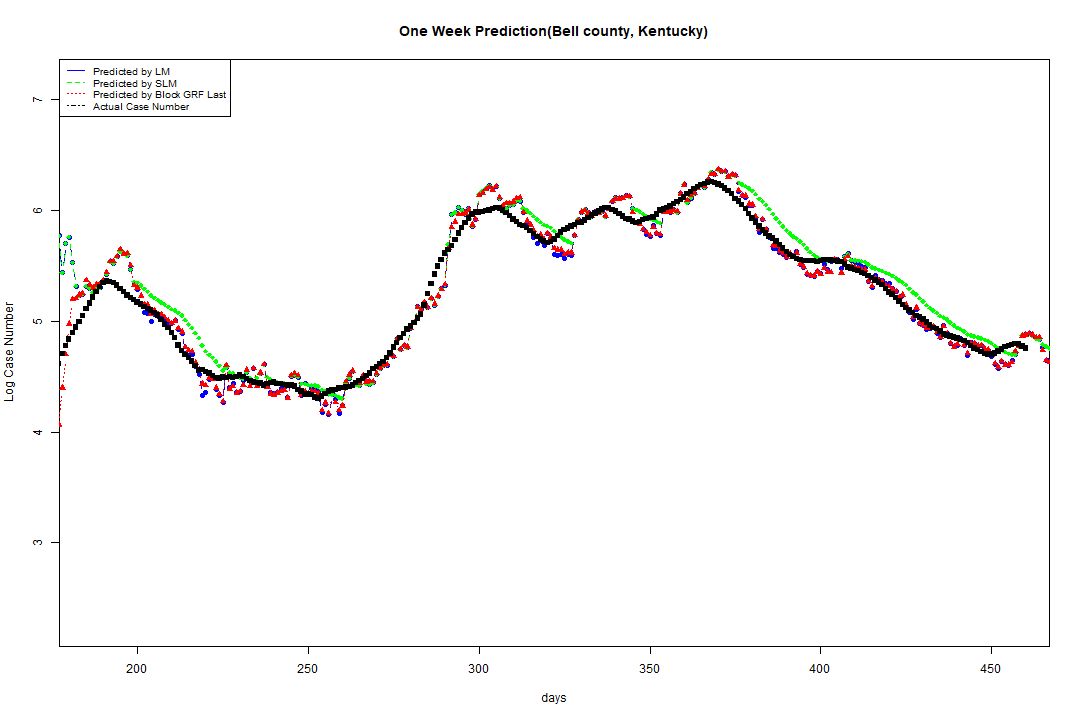 One Week Prediction(Bell county, Kentucky)
Predicted by LM
Predicted by SLM
Predicted by Block GRF Last
Actual Case Number
7
6
5
4
3
Log Case Number
200 250 300 350 400 450
days